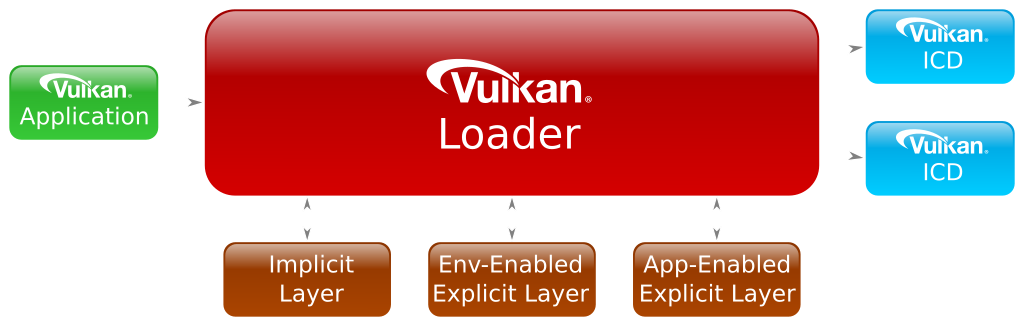 Vulkan®
Application
Vulkan®
Loader
Vulkan®
ICD
Vulkan®
ICD
Implicit
Layer
Env-Enabled
Explicit Layer
App-Enabled
Explicit Layer